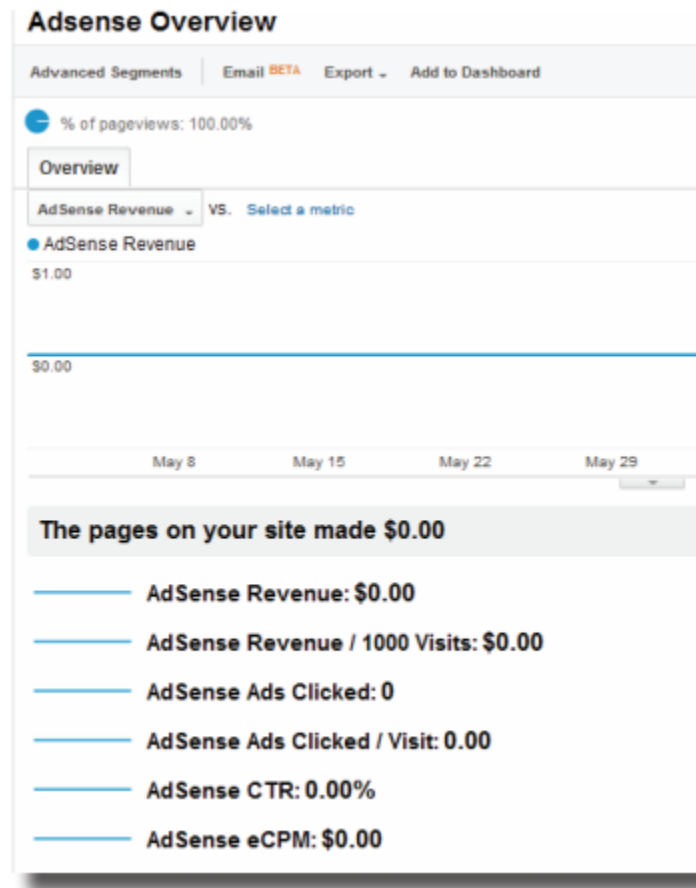 Adsense Overview
Advanced Segments Email BETA Export Add to Dashboard
% of pageviews: 100.00%
Overview
AdSense Revenue VS. Select a metric
AdSense Revenue
$1.00
$0.00
May 8 May 15 May 22 May 29
The pages on your site made $0.00
AdSense Revenue: $0.00
AdSense Revenue / 1000 Visits: $0.00
AdSense Ads Clicked: 0
AdSense Ads Clicked / Visit: 0.00
AdSense CTR: 0.00%
AdSense eCPM: $0.00